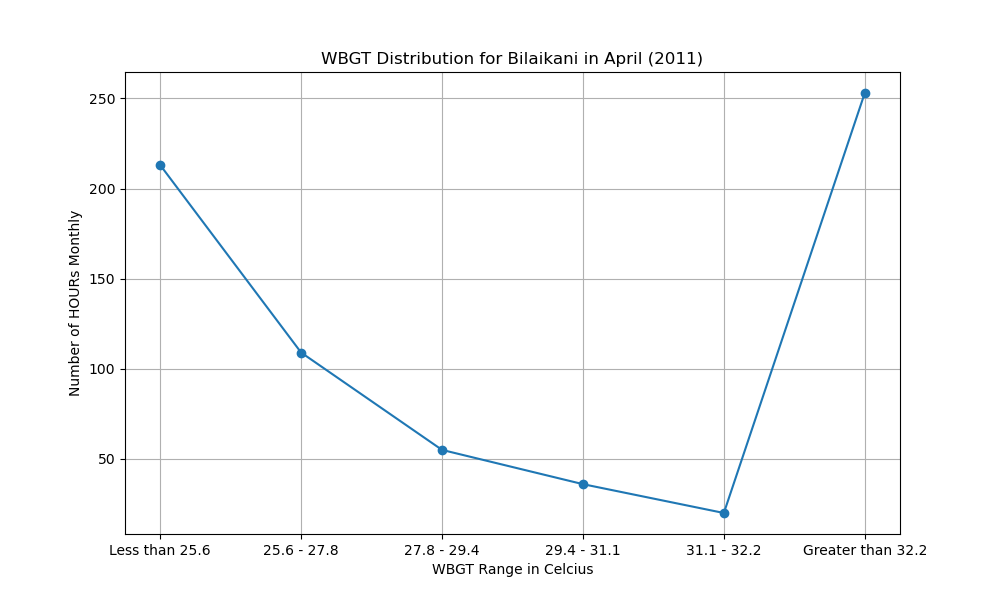 WBGT Distribution for Bilaikani in April (2011)
Number of HOURs Monthly
250
200
150
100
50
Less than 25.6
25.6 - 27.8
27.8 - 29.4
29.4 - 31.1
31.1 - 32.2
Greater than 32.2
WBGT Range in Celcius